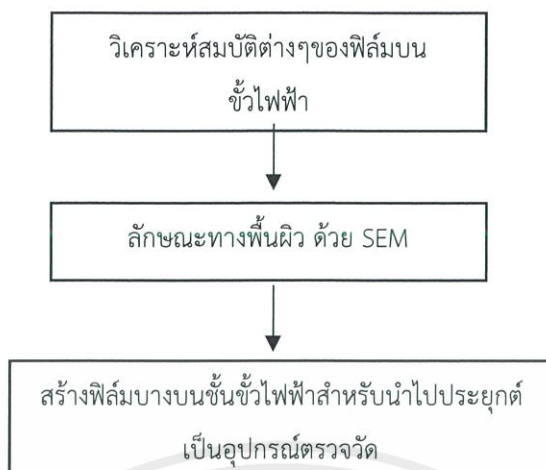 วิเคราะห์สมบัติต่างๆของฟิล์มบน
ขั้วไฟฟ้า
ลักษณะทางพื้นผิว ด้วย SEM
สร้างฟิล์มบางบนชั้นขั้วไฟฟ้าสำหรับนำไปประยุกต์
เป็นอุปกรณ์ตรวจวัด